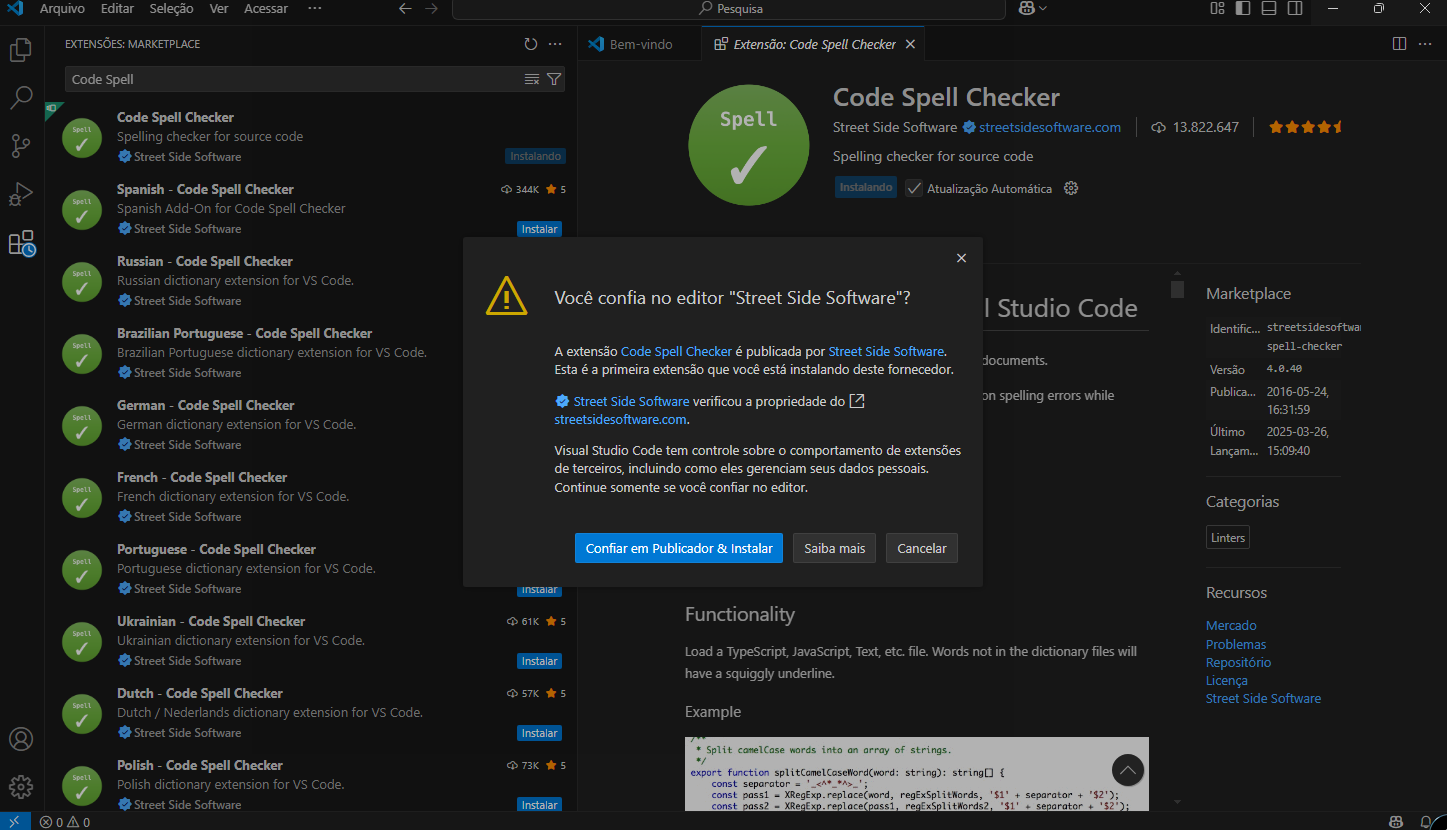 Arquivo Editar Seleção Ver Acessar ···
Pesquisa
EXTENSÕES: MARKETPLACE
Code Spell
Code Spell Checker
Spelling checker for source code
Street Side Software
Instalando
Spanish - Code Spell Checker
344K 5
Spanish Add-On for Code Spell Checker
Street Side Software
Instalar
Russian - Code Spell Checker
Russian dictionary extension for VS Code.
Street Side Software
Brazilian Portuguese - Code Spell Checker
Brazilian Portuguese dictionary extension for VS Code.
Street Side Software
German - Code Spell Checker
German dictionary extension for VS Code.
Street Side Software
French - Code Spell Checker
French dictionary extension for VS Code.
Street Side Software
Portuguese - Code Spell Checker
Portuguese dictionary extension for VS Code.
Street Side Software
Instalar
Ukrainian - Code Spell Checker
61K 5
Ukrainian dictionary extension for VS Code.
Street Side Software
Instalar
Dutch - Code Spell Checker
57K 5
Dutch / Nederlands dictionary extension for VS Code.
Street Side Software
Instalar
Polish - Code Spell Checker
73K 5
Polish dictionary extension for VS Code.
Street Side Software
Instalar
Spell
Spell
Spell
Spell
Spell
Spell
Spell
Spell
Spell
Spell
Bem-vindo
Extensão: Code Spell Checker
Spell
Code Spell Checker
Street Side Software streetsidesoftware.com 13.822.647
Spelling checker for source code
Instalando Atualização Automática
l Studio Code
documents.
on spelling errors while
Você confia no editor "Street Side Software"?
A extensão Code Spell Checker é publicada por Street Side Software.
Esta é a primeira extensão que você está instalando deste fornecedor.
Street Side Software verificou a propriedade do
streetsidesoftware.com.
Visual Studio Code tem controle sobre o comportamento de extensões
de terceiros, incluindo como eles gerenciam seus dados pessoais.
Continue somente se você confiar no editor.
Confiar em Publicador & Instalar
Saiba mais
Cancelar
Functionality
Load a TypeScript, JavaScript, Text, etc. file. Words not in the dictionary files will
have a squiggly underline.
Example
/**
* Split camelCase words into an array of strings.
*/
export function splitCamelCaseWord(word: string): string[] {
const separator = '_<^*_*^>_';
const pass1 = XRegExp.replace(word, regExSplitWords, '$1' + separator + '$2');
const pass2 = XRegExp.replace(pass1, regExSplitWords2, '$1' + separator + '$2');
Marketplace
Identific... streetsidesoftwar
spell-checker
Versão 4.0.40
Publica... 2016-05-24,
16:31:59
Último 2025-03-26,
Lançam... 15:09:40
Categorias
Linters
Recursos
Mercado
Problemas
Repositório
Licença
Street Side Software
0 0